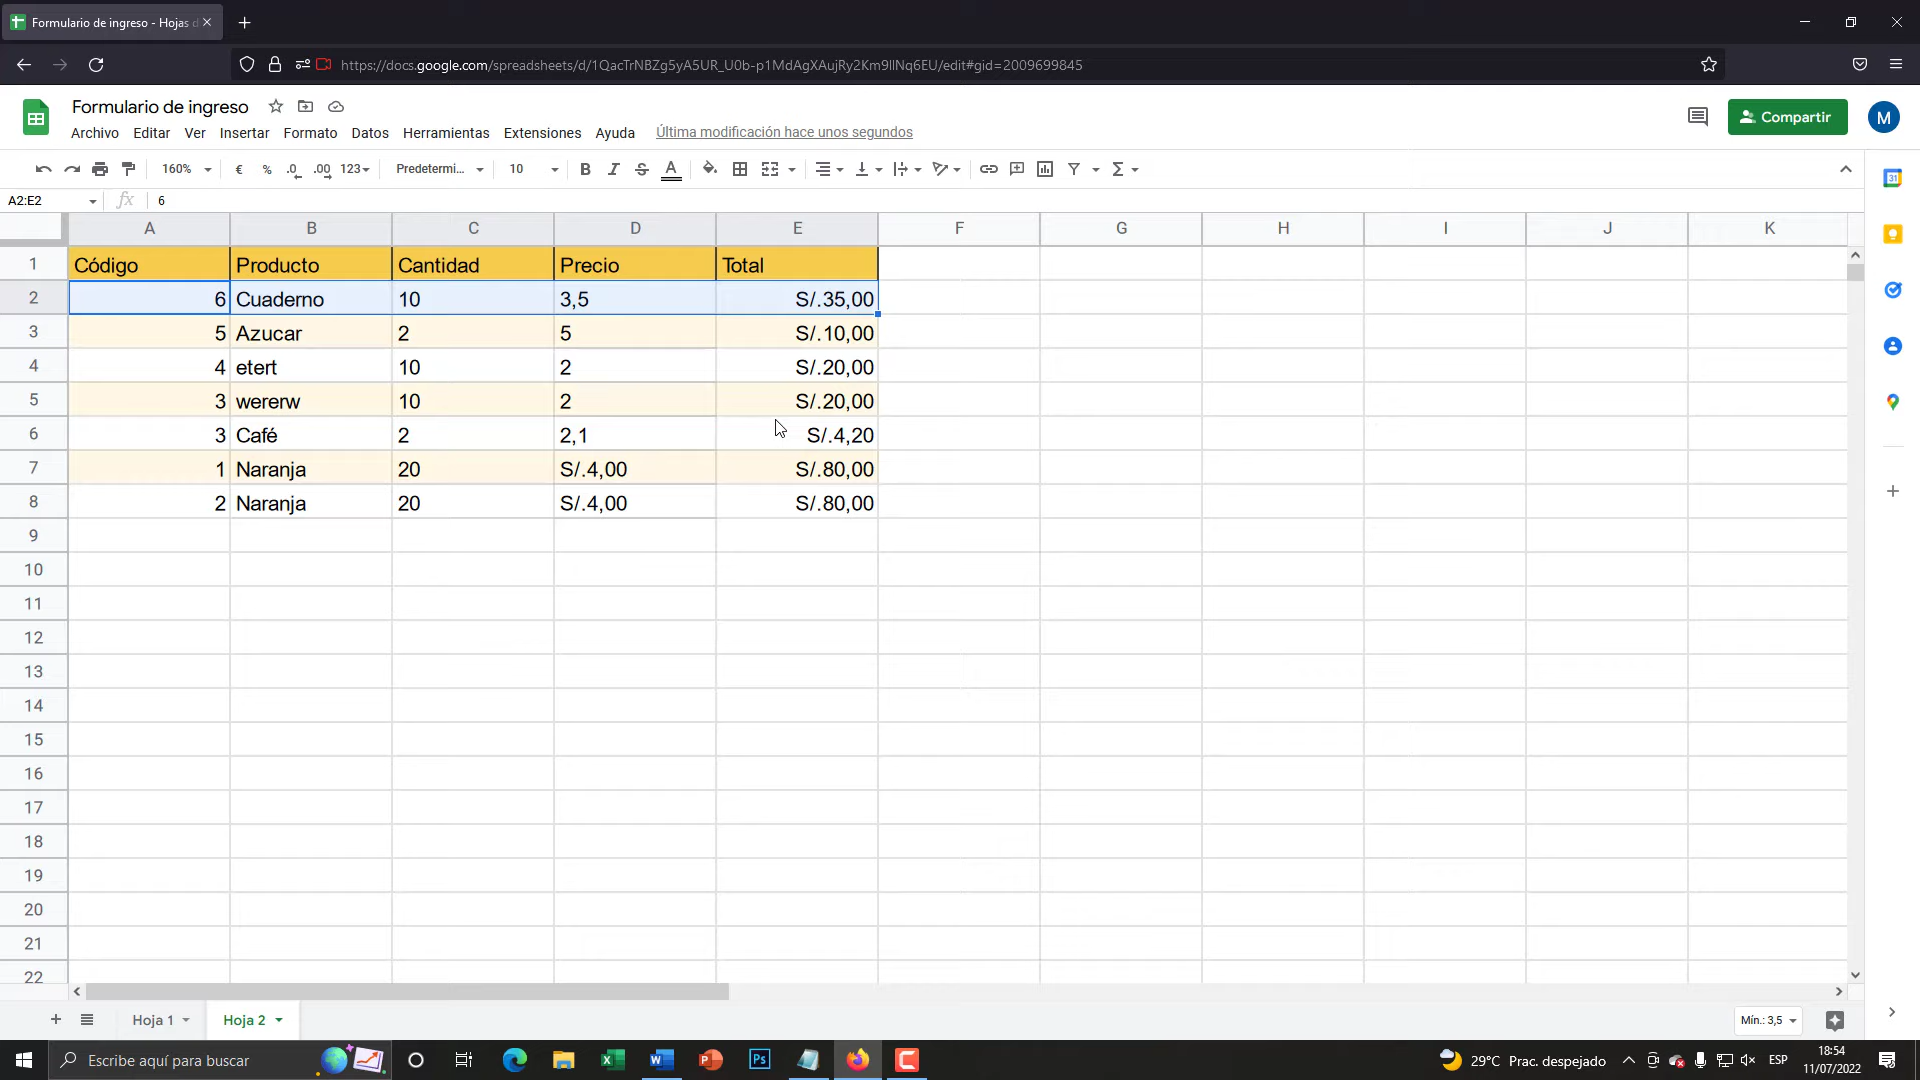 Formulario de ingreso - Hojas d
https://docs.google.com/spreadsheets/d/1QacTrNBZg5yA5UR_U0b-p1MdAgXAujRy2Km9lINq6EU/edit#gid=2009699845
Formulario de ingreso
Archivo Editar Ver Insertar Formato Datos Herramientas Extensiones Ayuda Última modificación hace unos segundos
Compartir
M
160% € % .0 .00 123 Predetermi... 10 B I S A Σ
31
A2:E2 fx 6
A B C D E F G H I J K
1 Código Producto Cantidad Precio Total
2 6 Cuaderno 10 3,5 S/.35,00
3 5 Azucar 2 5 S/.10,00
4 4 etert 10 2 S/.20,00
5 3 wererw 10 2 S/.20,00
6 3 Café 2 2,1 S/.4,20
7 1 Naranja 20 S/.4,00 S/.80,00
8 2 Naranja 20 S/.4,00 S/.80,00
9
10
11
12
13
14
15
16
17
18
19
20
21
22
Hoja 1 Hoja 2 Mín.: 3,5
Escribe aquí para buscar 29°C Prac. despejado ESP 18:54
11/07/2022